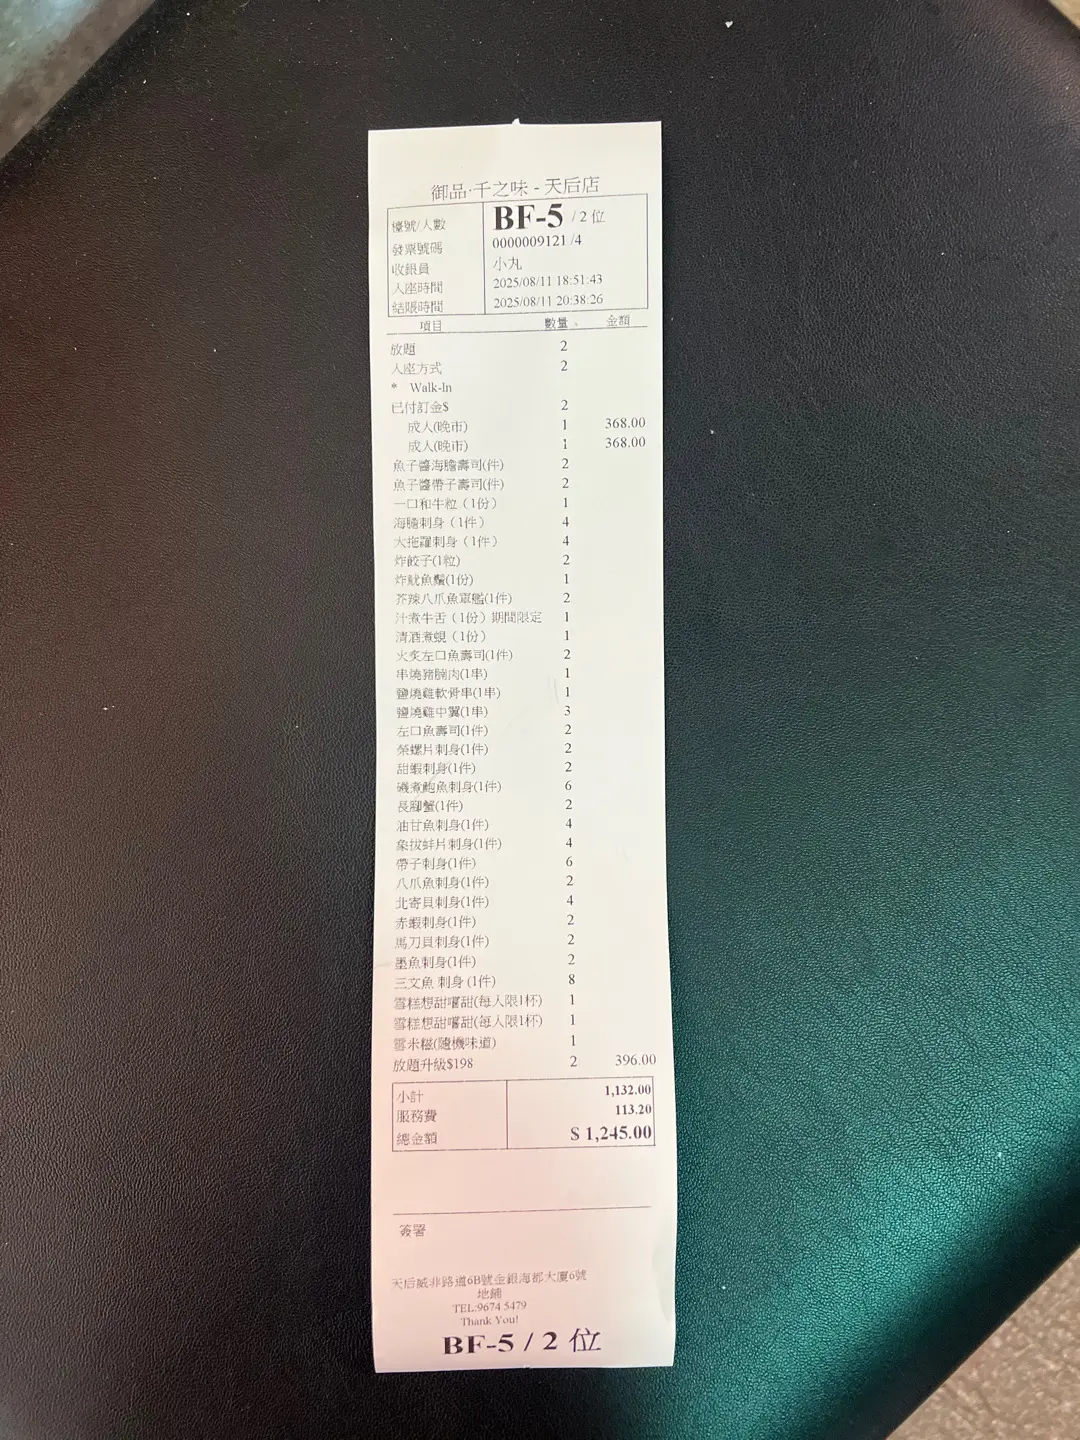 御品·千之味 - 天后店
檯號/人數 BF-5 / 2 位
發票號碼 0000009121 /4
收銀員 小丸
入座時間 2025/08/11 18:51:43
結賬時間 2025/08/11 20:38:26
項目 數量 金額
放題 2
入座方式 2
* Walk-In
已付訂金$ 2
成人(晚市) 1 368.00
成人(晚市) 1 368.00
魚子醬海膽壽司(件) 2
魚子醬帶子壽司(件) 2
一口和牛粒（1份） 1
海膽刺身（1件） 4
大拖羅刺身（1件） 4
炸餃子(1粒) 2
炸魷魚鬚(1份) 1
芥辣八爪魚軍艦(1件) 2
汁煮牛舌（1份）期間限定 1
清酒煮蜆（1份） 1
火炙左口魚壽司(1件) 2
串燒豬腩肉(1串) 1
鹽燒雞軟骨串(1串) 1
鹽燒雞中翼(1串) 3
左口魚壽司(1件) 2
榮螺片刺身(1件) 2
甜蝦刺身(1件) 2
磯煮鮑魚刺身(1件) 6
長腳蟹(1件) 2
油甘魚刺身(1件) 4
象拔蚌片刺身(1件) 4
帶子刺身(1件) 6
八爪魚刺身(1件) 2
北寄貝刺身(1件) 4
赤蝦刺身(1件) 2
馬刀貝刺身(1件) 2
墨魚刺身(1件) 2
三文魚 刺身 (1件) 8
雪糕想甜嚐甜(每人限1杯) 1
雪糕想甜嚐甜(每人限1杯) 1
雪米糍(隨機味道) 1
放題升級$198 2 396.00
小計 1,132.00
服務費 113.20
總金額 $ 1,245.00
簽署
天后威非路道6B號金銀海都大廈6號
地鋪
TEL:9674 5479
Thank You!
BF-5 / 2 位